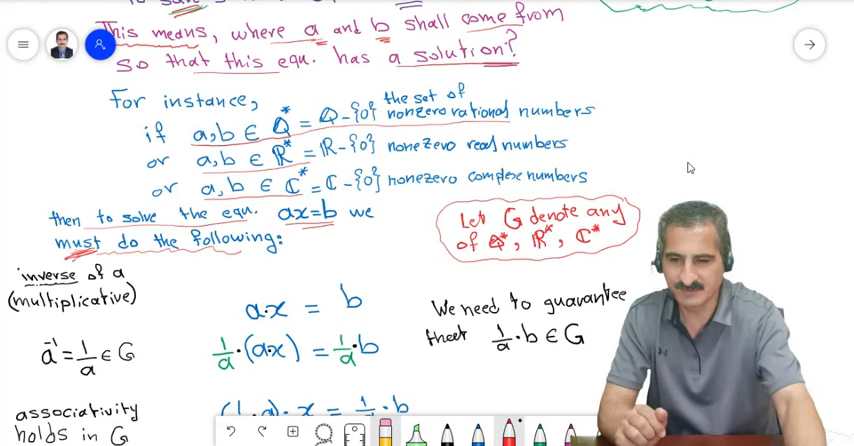 This means, where a and b shall come from
so that this equ. has a solution?
For instance,
if a,b ∈ Q* = Q-{0} the set of nonzero rational numbers
or a,b ∈ ℝ* = ℝ-{0} nonezero real numbers
or a,b ∈ ℂ* = ℂ-{0} nonezero complex numbers
then to solve the equ. ax=b we
must do the following:
Let G denote any
of Q*, ℝ*, ℂ*
inverse of a
(multiplicative)
a⁻¹ = 1/a ∈ G
a·x = b
1/a·(a·x) = 1/a·b
We need to guarantee
that 1/a·b ∈ G
associativity
holds in G
(1/a·a)·x = 1/a·b